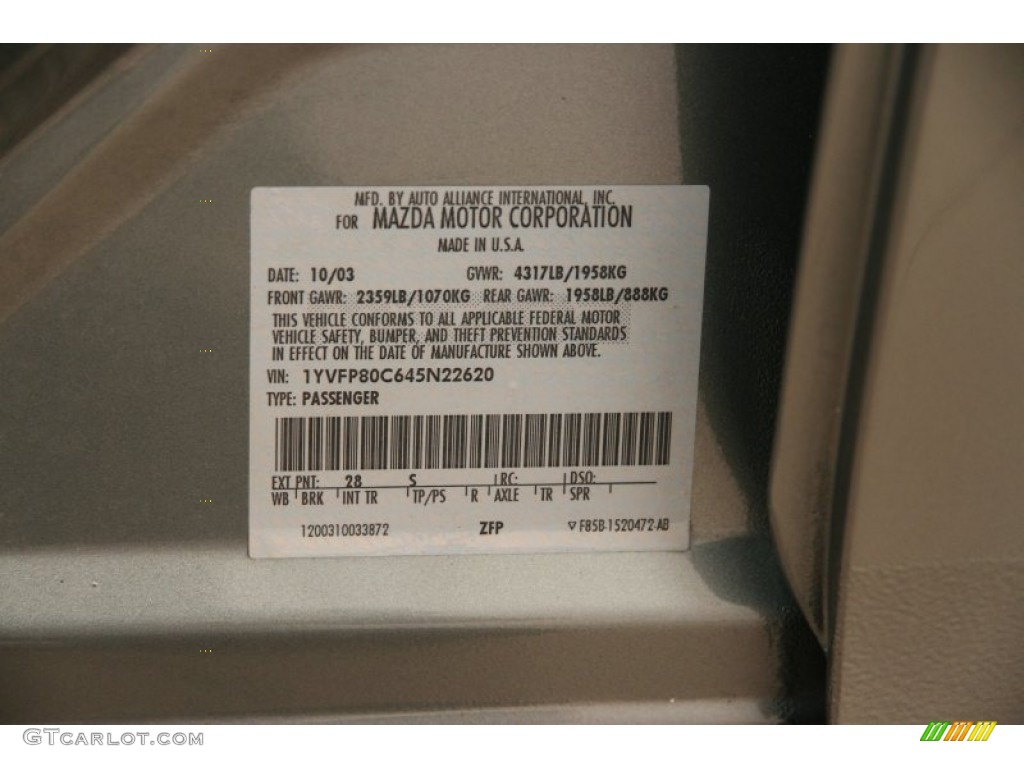 MFD. BY AUTO ALLIANCE INTERNATIONAL, INC.
FOR MAZDA MOTOR CORPORATION
MADE IN U.S.A.
DATE: 10/03 GVWR: 4317LB/1958KG
FRONT GAWR: 2359LB/1070KG REAR GAWR: 1958LB/888KG
THIS VEHICLE CONFORMS TO ALL APPLICABLE FEDERAL MOTOR
VEHICLE SAFETY, BUMPER, AND THEFT PREVENTION STANDARDS
IN EFFECT ON THE DATE OF MANUFACTURE SHOWN ABOVE.
VIN: 1YVFP80C645N22620
TYPE: PASSENGER
EXT PNT: 28 S RC: DSO:
WB BRK INT TR TP/PS R AXLE TR SPR
1200310033872 ZFP F85B-1520472-AB
GTCarlot.com